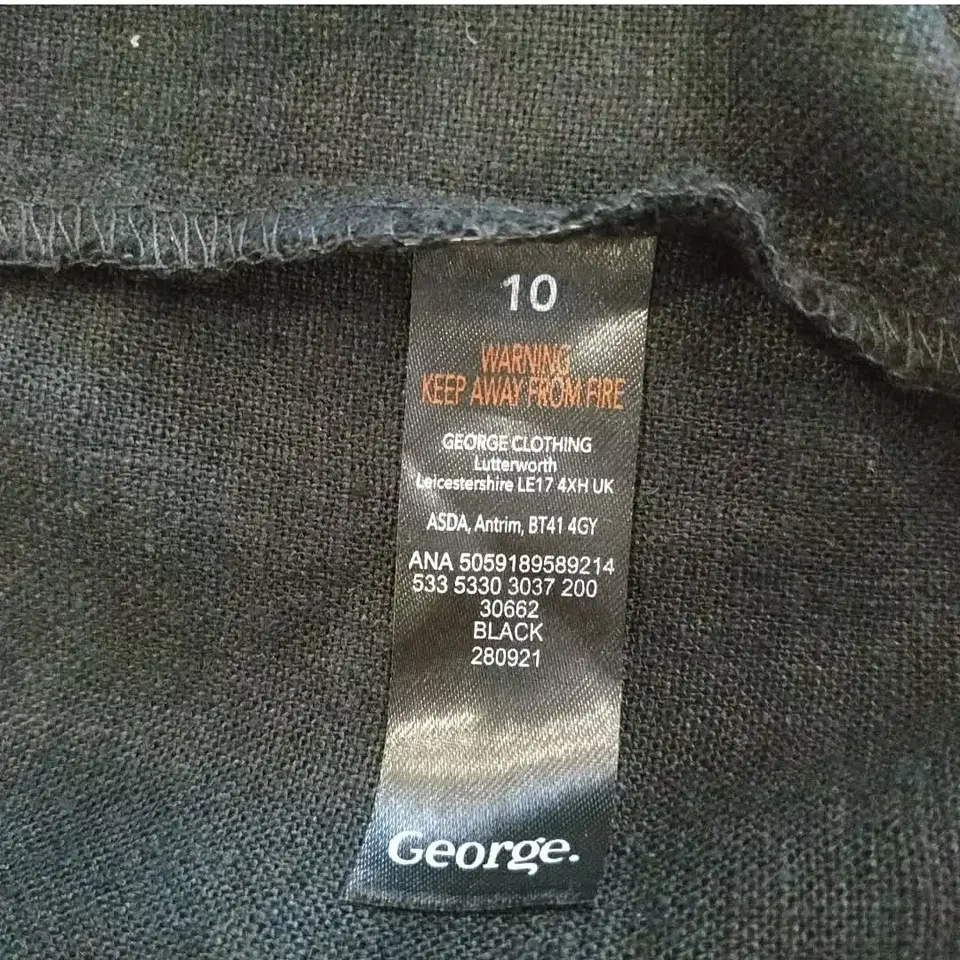 10
WARNING
KEEP AWAY FROM FIRE
GEORGE CLOTHING
Lutterworth
Leicestershire LE17 4XH UK
ASDA, Antrim, BT41 4GY
ANA 5059189589214
533 5330 3037 200
30662
BLACK
280921
George.